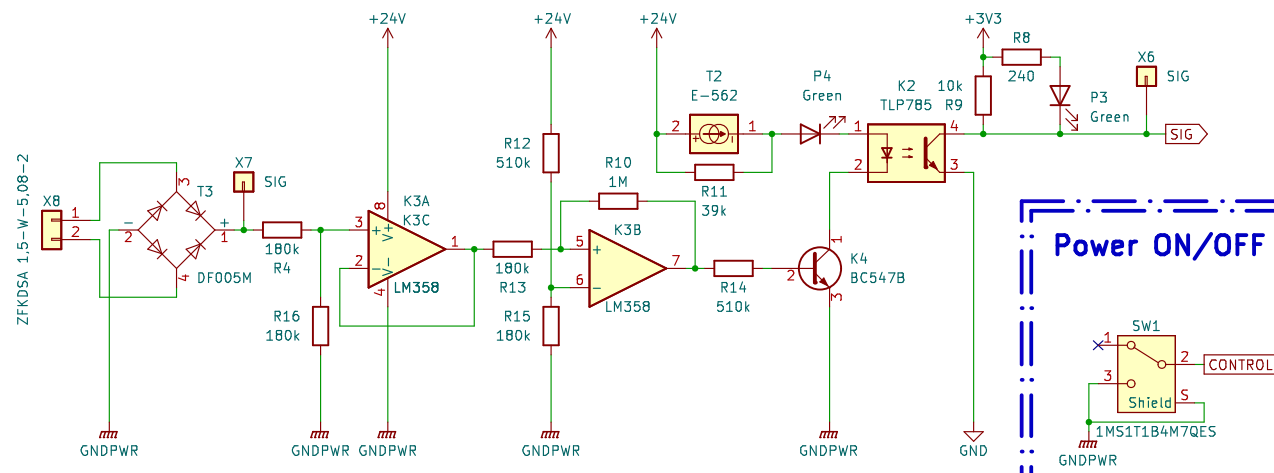 +24V
+24V
+24V
+3V3
R8
240
X6
SIG
T2
E-562
P4
Green
K2
TLP785
10k
R9
P3
Green
2
1
+
-
1
2
4
3
SIG
R12
510k
R10
1M
R11
39k
ZFKDSA 1,5-W-5,08-2
X8
1
2
3
T3
-
2
+
1
4
DF005M
X7
SIG
180k
R4
R16
180k
K3A
K3C
8
V+
3
+
2
-
V-
4
1
LM358
180k
R13
K3B
5
+
6
-
7
LM358
R15
180k
R14
510k
1
2
3
K4
BC547B
Power ON/OFF
SW1
1
2
3
S
Shield
CONTROL
1MS1T1B4M7QES
GNDPWR
GNDPWR
GNDPWR
GNDPWR
GNDPWR
GND
GNDPWR